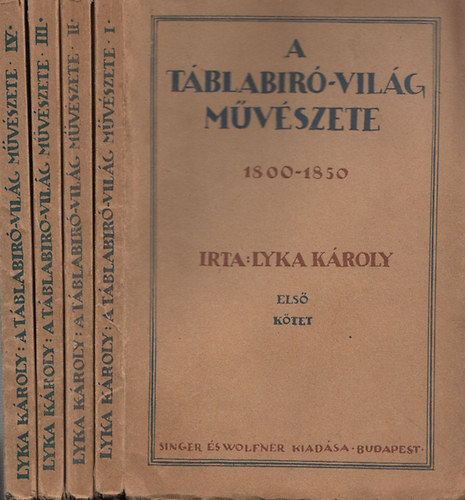 LYKA KÁROLY: A TÁBLABIRÓ-VILÁG MŰVÉSZETE · IV ·
LYKA KÁROLY: A TÁBLABIRÓ-VILÁG MŰVÉSZETE · III ·
LYKA KÁROLY: A TÁBLABIRÓ-VILÁG MŰVÉSZETE · II ·
LYKA KÁROLY: A TÁBLABIRÓ-VILÁG MŰVÉSZETE · I ·
A
TÁBLABIRÓ-VILÁG
MŰVÉSZETE
1800-1850
IRTA: LYKA KÁROLY
ELSŐ
KÖTET
SINGER ÉS WOLFNER KIADÁSA · BUDAPEST ·